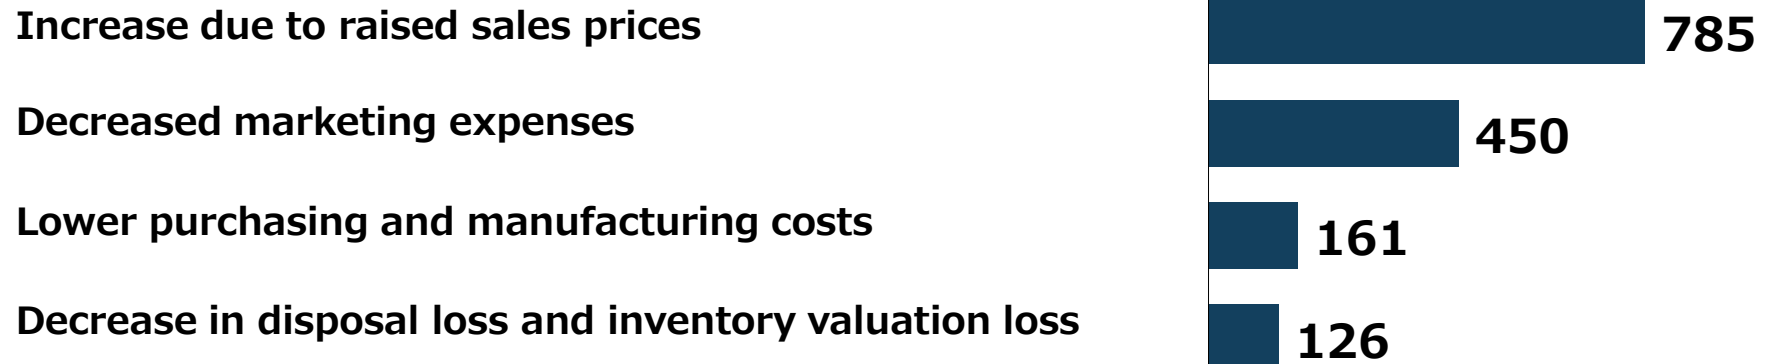 Increase due to raised sales prices 785
Decreased marketing expenses 450
Lower purchasing and manufacturing costs 161
Decrease in disposal loss and inventory valuation loss 126